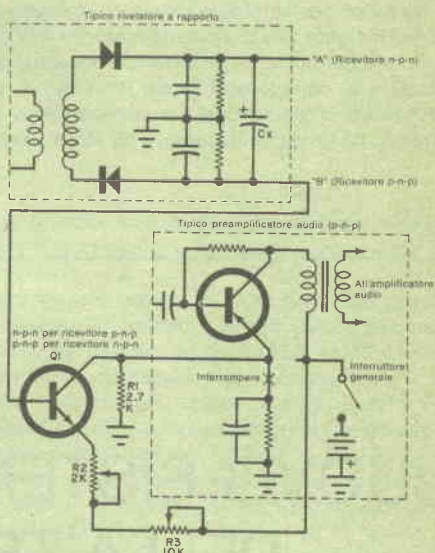 Tipico rivelatore a rapporto
"A" (Ricevitore n-p-n)
+
Cx
"B" (Ricevitore p-n-p)
Tipico preamplificatore audio (p-n-p)
All'amplificatore
audio
n-p-n per ricevitore p-n-p
p-n-p per ricevitore n-p-n
Q1
Interrompere
Interruttore
generale
R1
2.7
K
R2
2K
+
R3
10K